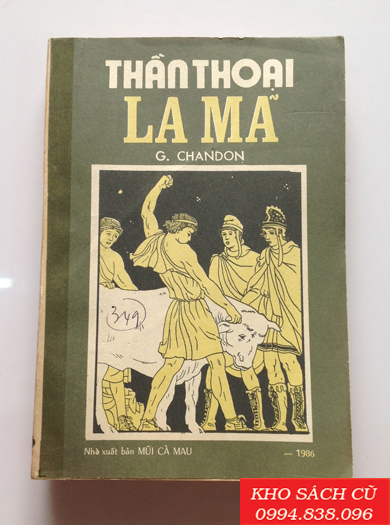 THẦN THOẠI
LA MÃ
G. CHANDON
349
Nhà xuất bản MŨI CÀ MAU — 1986
KHO SÁCH CŨ
0994.838.096